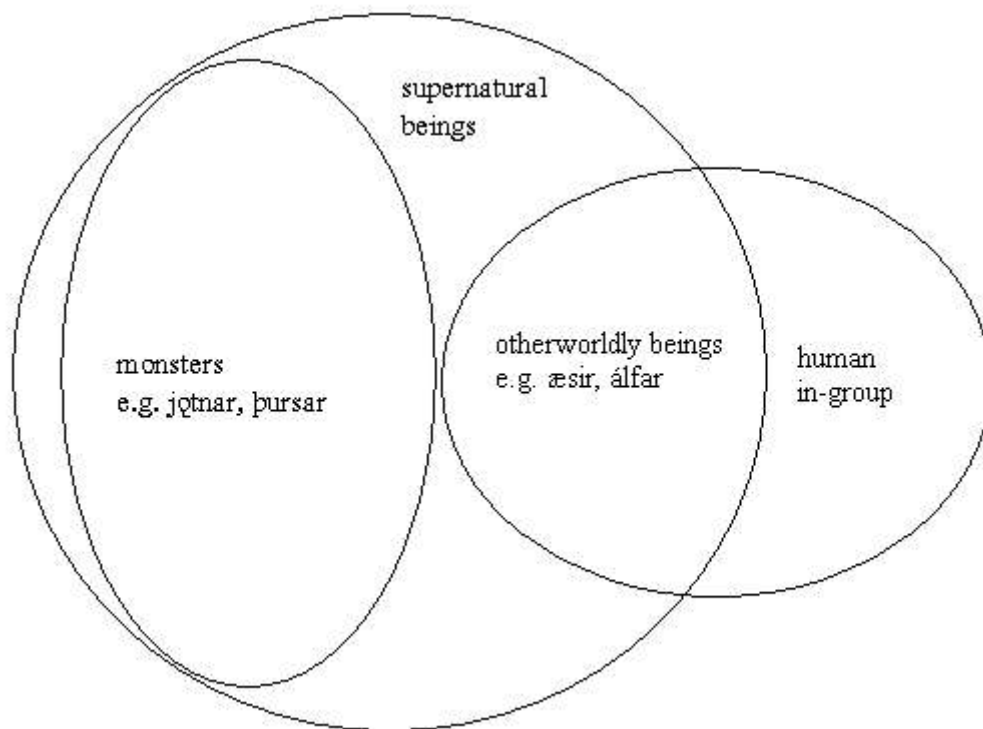 supernatural
beings
otherworldly beings
e.g. æsir, álfar
human
in-group
monsters
e.g. jǫtnar, þursar